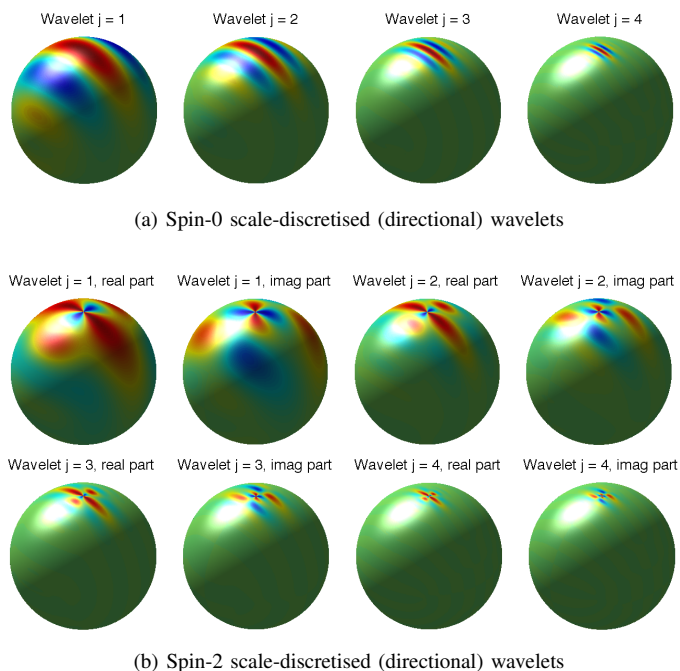 Wavelet j = 1 Wavelet j = 2 Wavelet j = 3 Wavelet j = 4
(a) Spin-0 scale-discretised (directional) wavelets
Wavelet j = 1, real part Wavelet j = 1, imag part Wavelet j = 2, real part Wavelet j = 2, imag part
Wavelet j = 3, real part Wavelet j = 3, imag part Wavelet j = 4, real part Wavelet j = 4, imag part
(b) Spin-2 scale-discretised (directional) wavelets